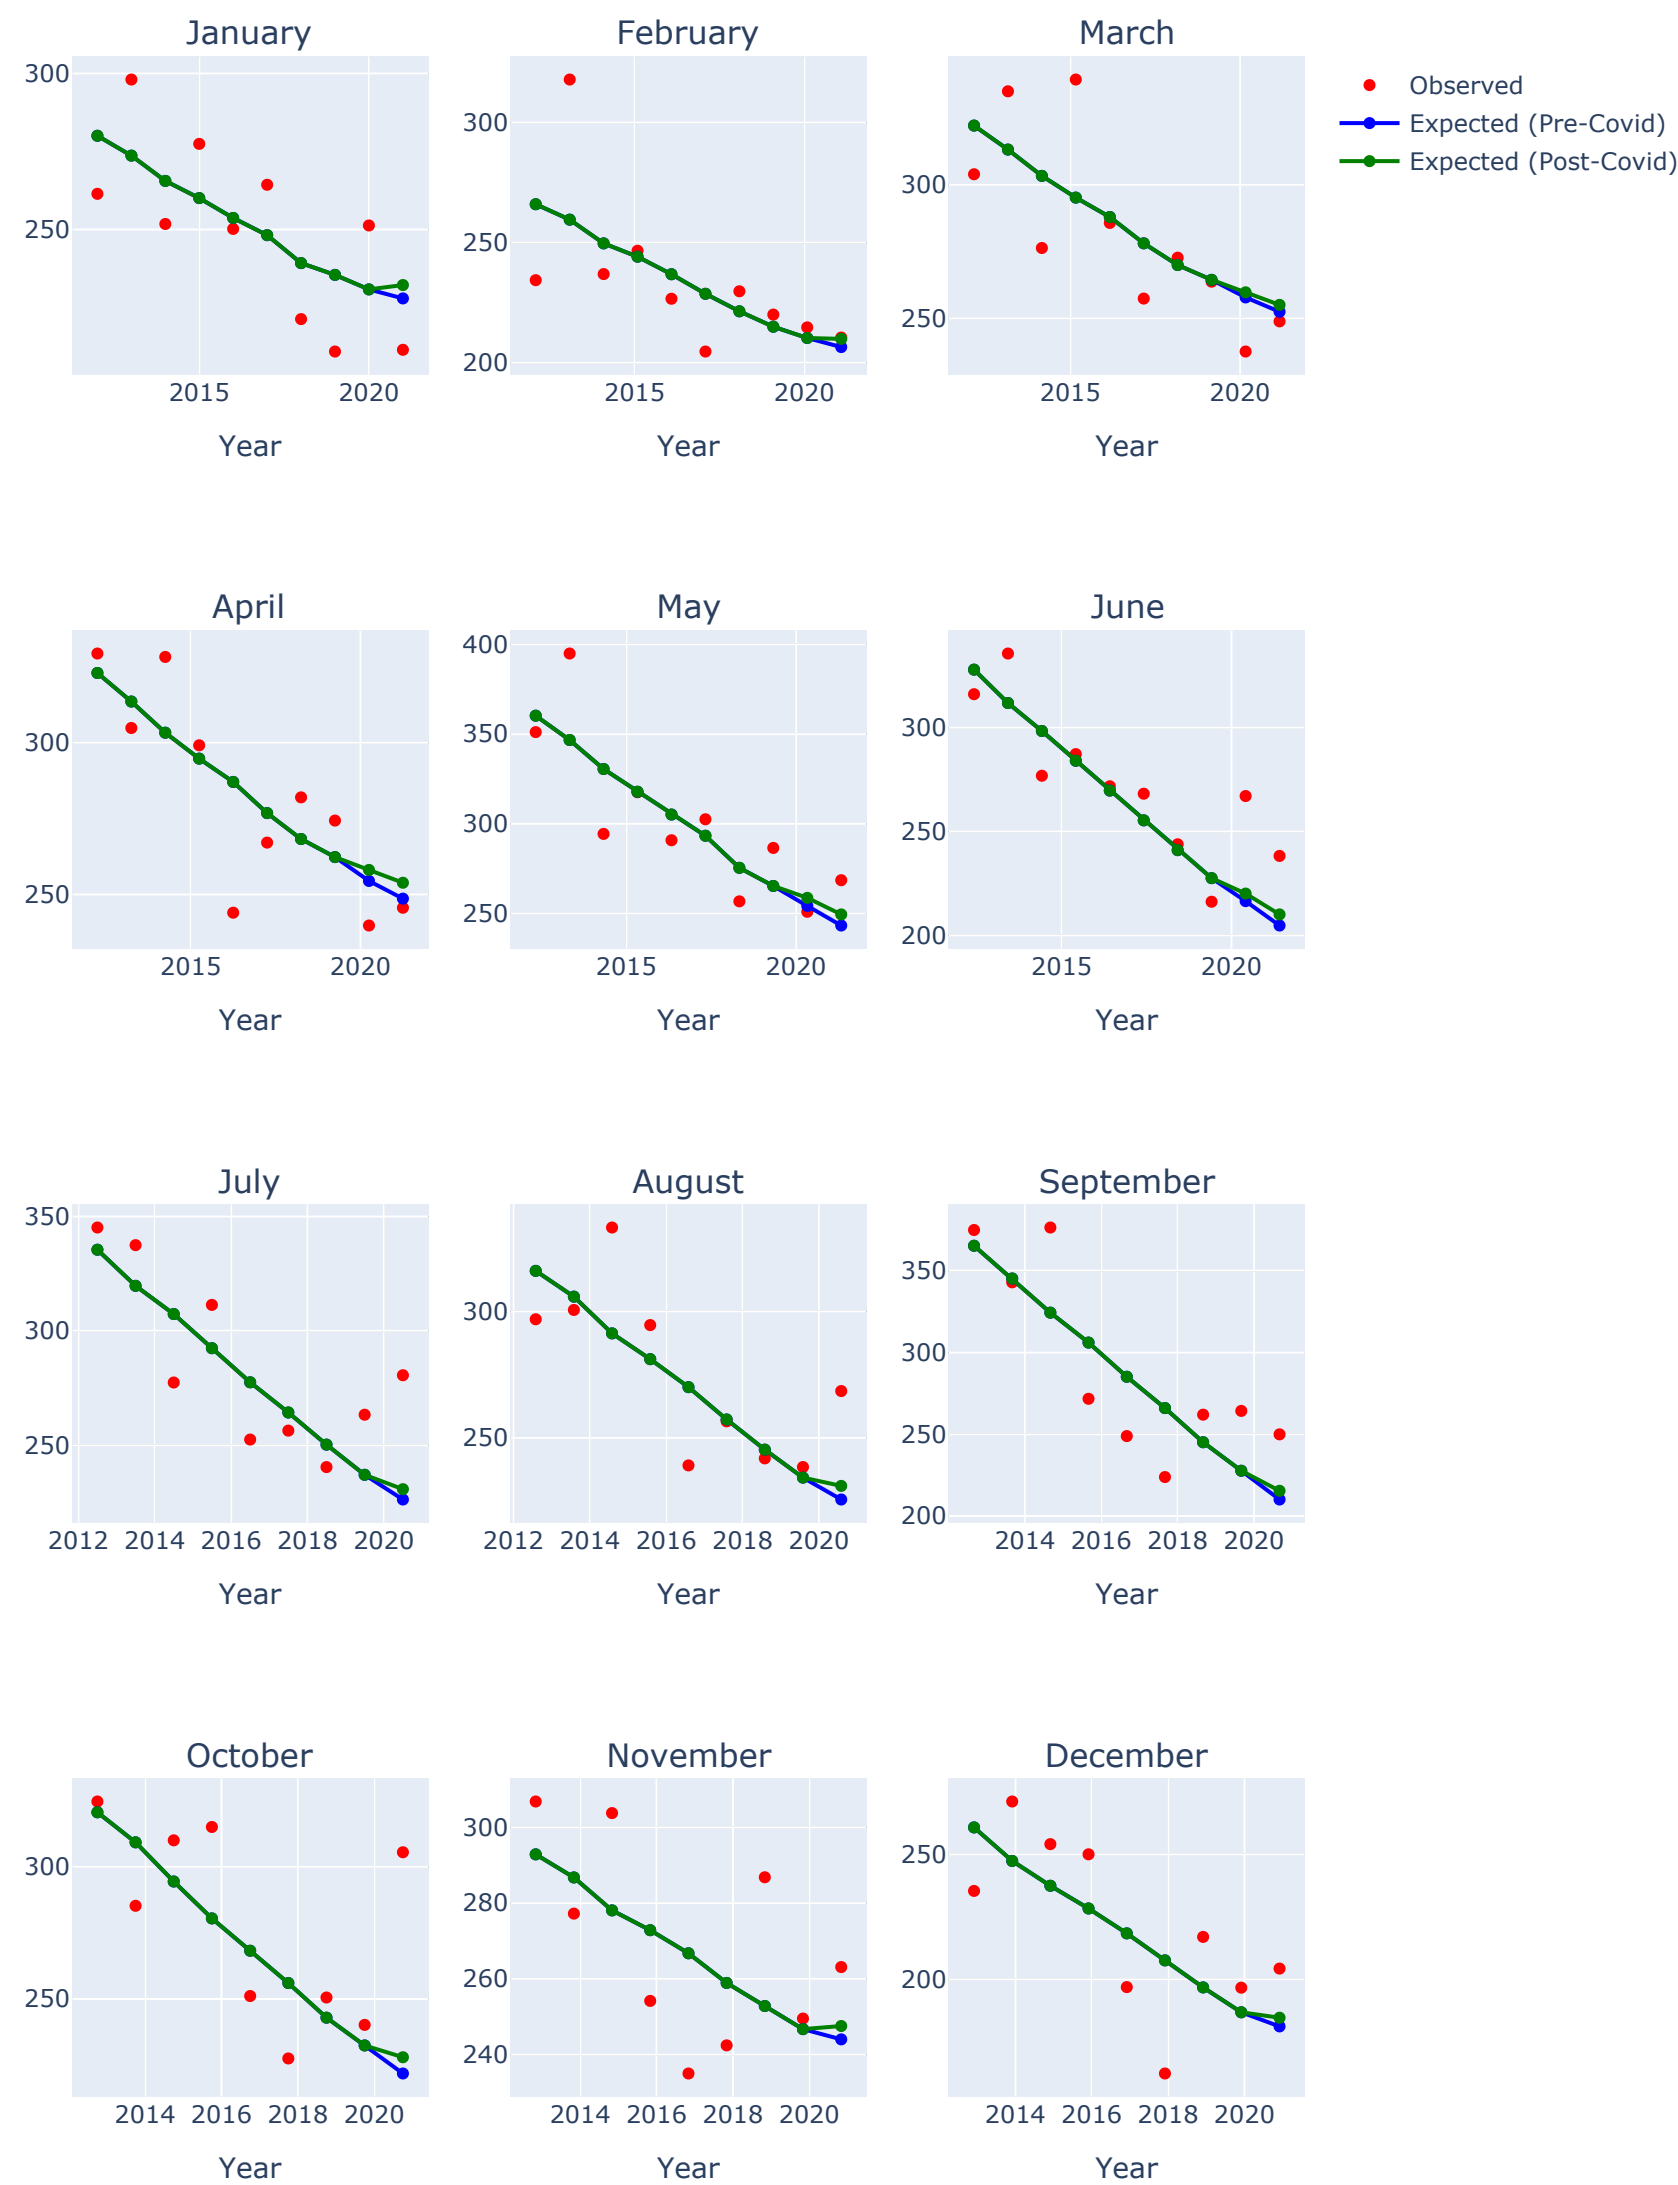 January February March
300
250
2015 2020
Year
300
250
200
2015 2020
Year
300
250
2015 2020
Year
Observed
Expected (Pre-Covid)
Expected (Post-Covid)
April May June
300
250
2015 2020
Year
400
350
300
250
2015 2020
Year
300
250
200
2015 2020
Year
July August September
350
300
250
2012 2014 2016 2018 2020
Year
300
250
2012 2014 2016 2018 2020
Year
350
300
250
200
2014 2016 2018 2020
Year
October November December
300
250
2014 2016 2018 2020
Year
300
280
260
240
2014 2016 2018 2020
Year
250
200
2014 2016 2018 2020
Year